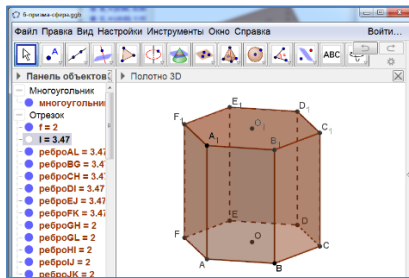 6-призма-сфера.ggb
Файл Правка Вид Настройки Инструменты Окно Справка Войти...
ABC
Панель объектов
Полотно 3D
Многоугольник
многоугольник
Отрезок
f = 2
l = 3.47
реброAL = 3.47
реброBG = 3.47
реброCH = 3.47
реброDI = 3.47
реброEJ = 3.47
реброFK = 3.47
реброGH = 2
реброGL = 2
реброHI = 2
реброIJ = 2
реброJK = 2
E1
D1
F1
O1
C1
A1
B1
E
D
F
O
C
A
B